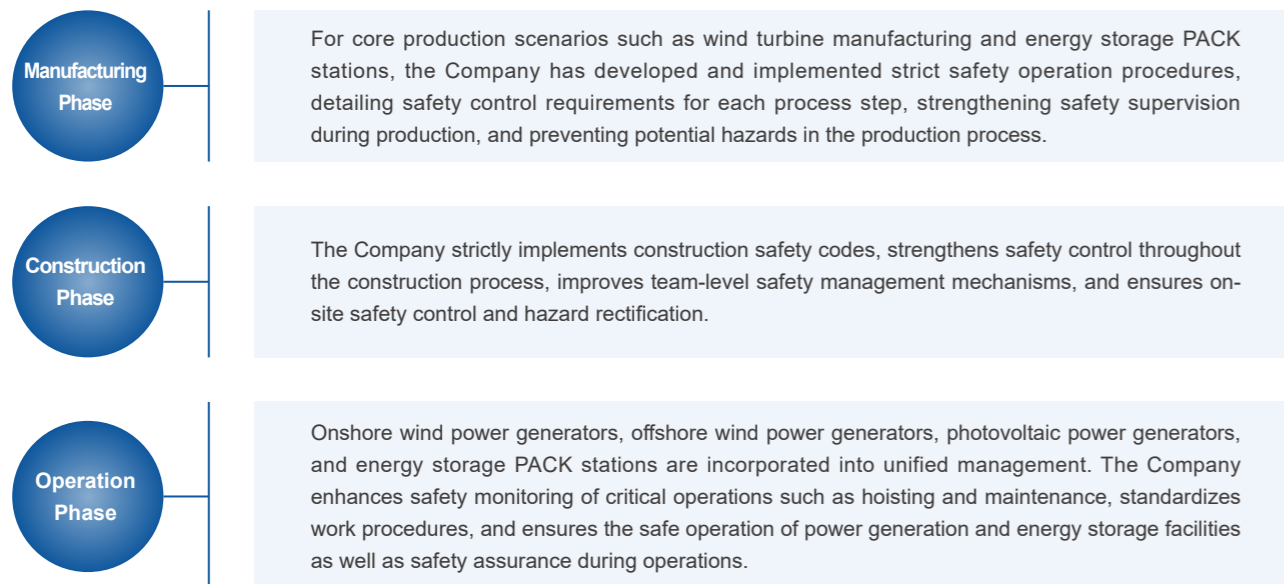 Manufacturing
Phase
For core production scenarios such as wind turbine manufacturing and energy storage PACK
stations, the Company has developed and implemented strict safety operation procedures,
detailing safety control requirements for each process step, strengthening safety supervision
during production, and preventing potential hazards in the production process.
Construction
Phase
The Company strictly implements construction safety codes, strengthens safety control throughout
the construction process, improves team-level safety management mechanisms, and ensures on-
site safety control and hazard rectification.
Operation
Phase
Onshore wind power generators, offshore wind power generators, photovoltaic power generators,
and energy storage PACK stations are incorporated into unified management. The Company
enhances safety monitoring of critical operations such as hoisting and maintenance, standardizes
work procedures, and ensures the safe operation of power generation and energy storage facilities
as well as safety assurance during operations.